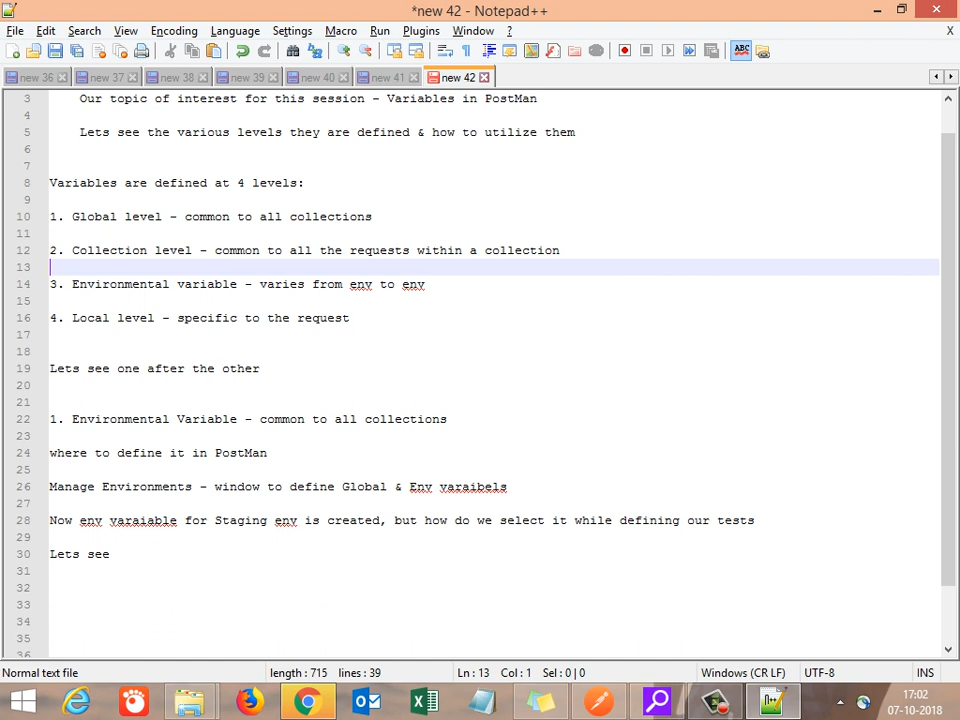 *new 42 - Notepad++
File Edit Search View Encoding Language Settings Macro Run Plugins Window ? X
ABC
new 36 new 37 new 38 new 39 new 40 new 41 new 42
3 Our topic of interest for this session - Variables in PostMan
4
5 Lets see the various levels they are defined & how to utilize them
6
7
8 Variables are defined at 4 levels:
9
10 1. Global level - common to all collections
11
12 2. Collection level - common to all the requests within a collection
13
14 3. Environmental variable - varies from env to env
15
16 4. Local level - specific to the request
17
18
19 Lets see one after the other
20
21
22 1. Environmental Variable - common to all collections
23
24 where to define it in PostMan
25
26 Manage Environments - window to define Global & Env varaibels
27
28 Now env varaiable for Staging env is created, but how do we select it while defining our tests
29
30 Lets see
31
32
33
34
35
36
Normal text file length : 715 lines : 39 Ln : 13 Col : 1 Sel : 0 | 0 Windows (CR LF) UTF-8 INS
17:02
07-10-2018